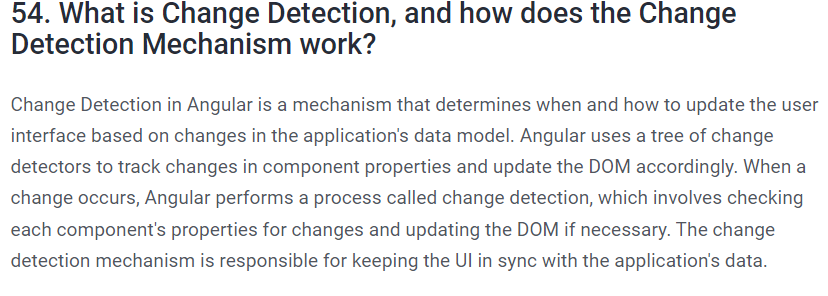 54. What is Change Detection, and how does the Change
Detection Mechanism work?
Change Detection in Angular is a mechanism that determines when and how to update the user
interface based on changes in the application's data model. Angular uses a tree of change
detectors to track changes in component properties and update the DOM accordingly. When a
change occurs, Angular performs a process called change detection, which involves checking
each component's properties for changes and updating the DOM if necessary. The change
detection mechanism is responsible for keeping the UI in sync with the application's data.